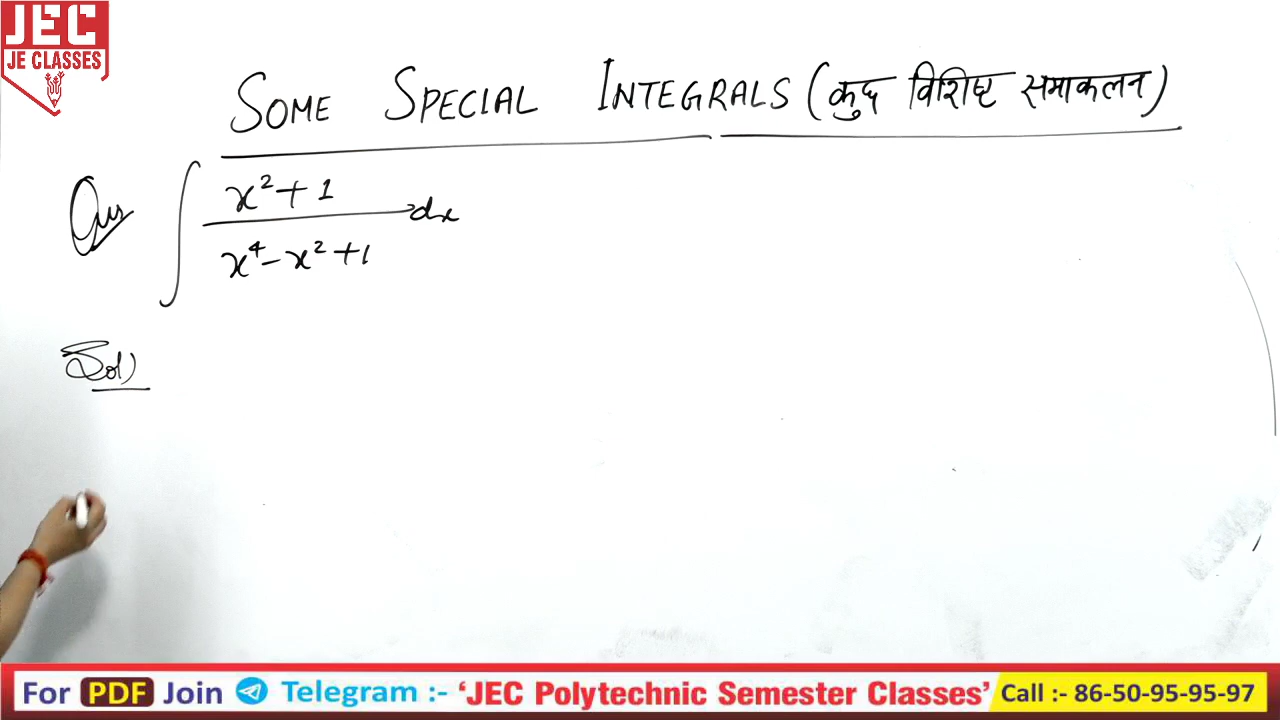 JEC
JE CLASSES
SOME SPECIAL INTEGRALS (कुछ विशिष्ट समाकलन)
Ques ∫ x²+1 / x⁴-x²+1 dx
Sol)
For PDF Join Telegram :- 'JEC Polytechnic Semester Classes' Call :- 86-50-95-95-97